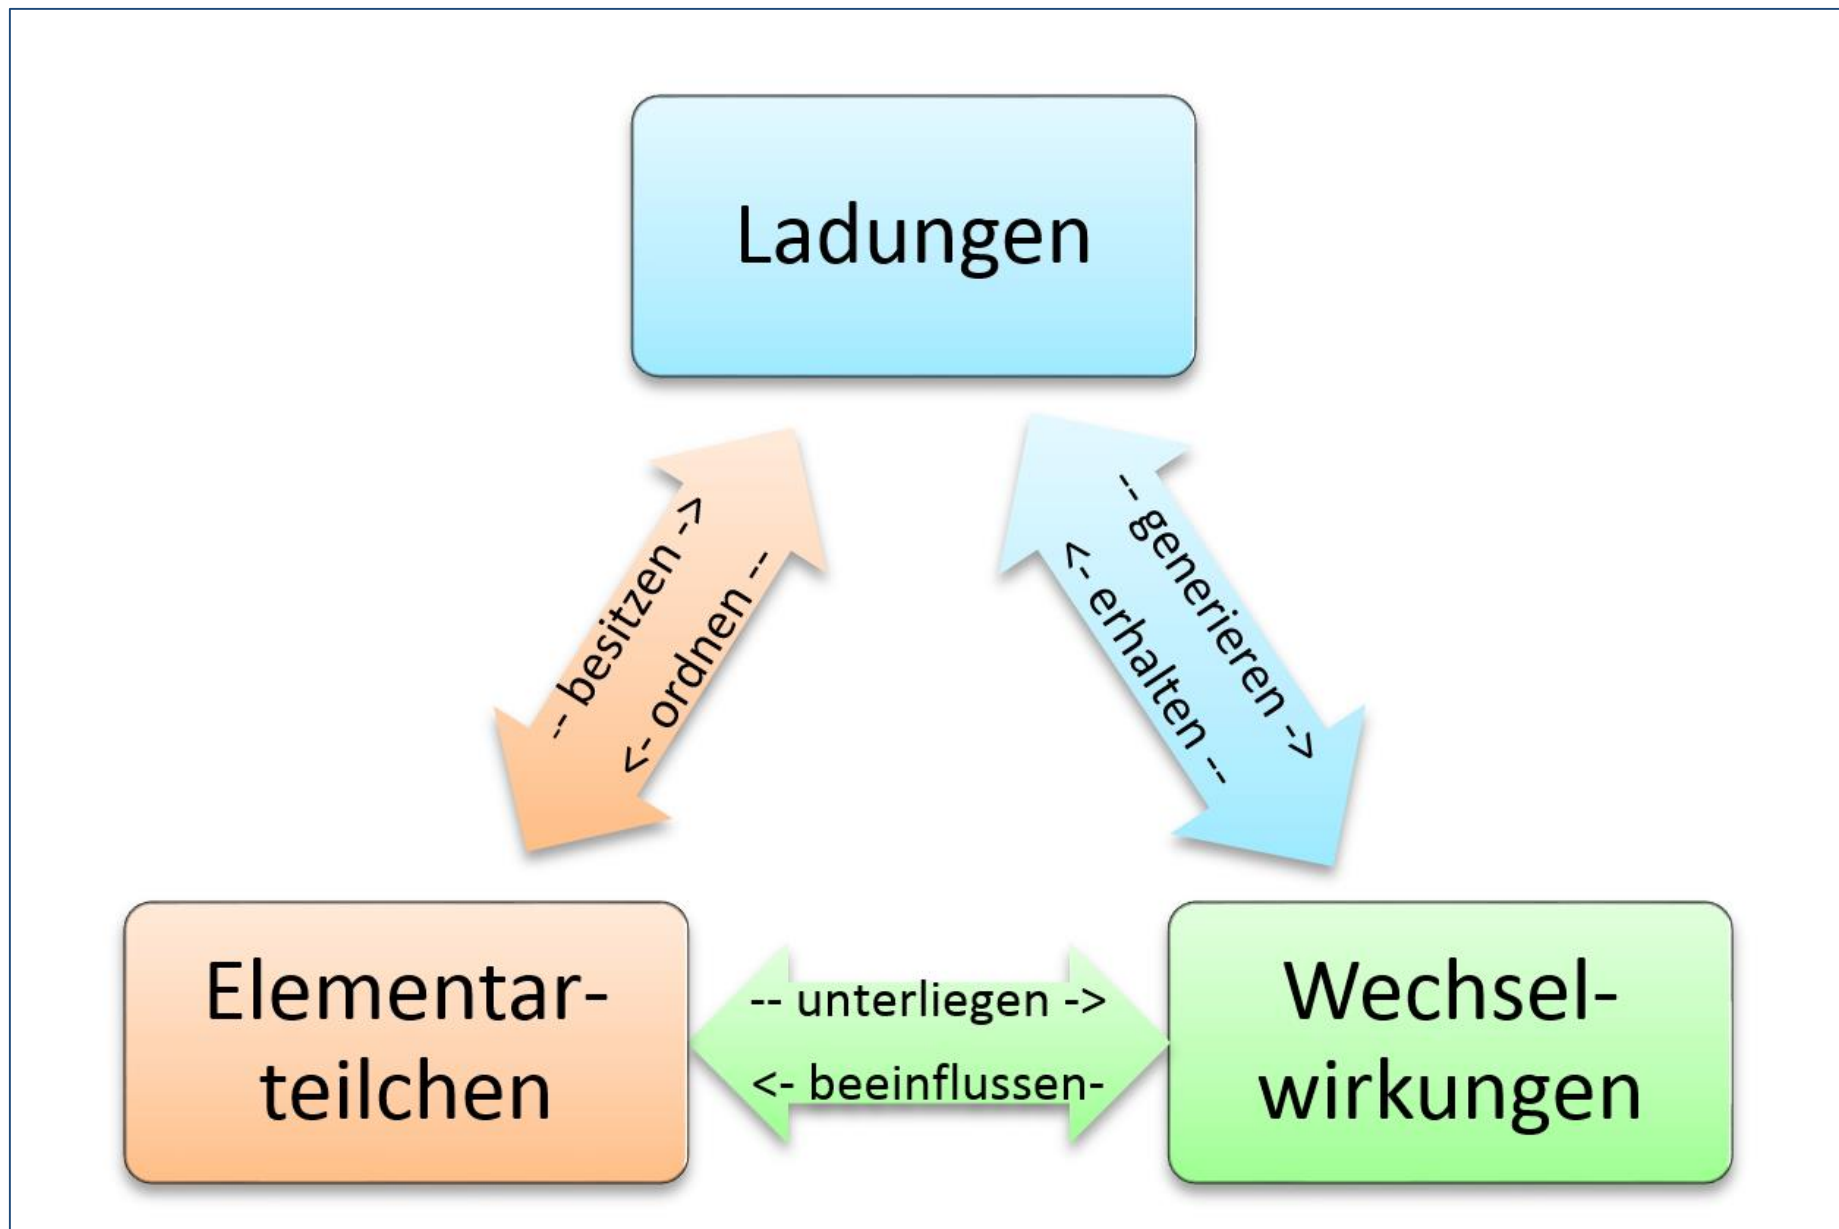 Ladungen
-- besitzen ->
<- ordnen --
-- generieren ->
<- erhalten --
Elementar-
teilchen
-- unterliegen ->
<- beeinflussen-
Wechsel-
wirkungen